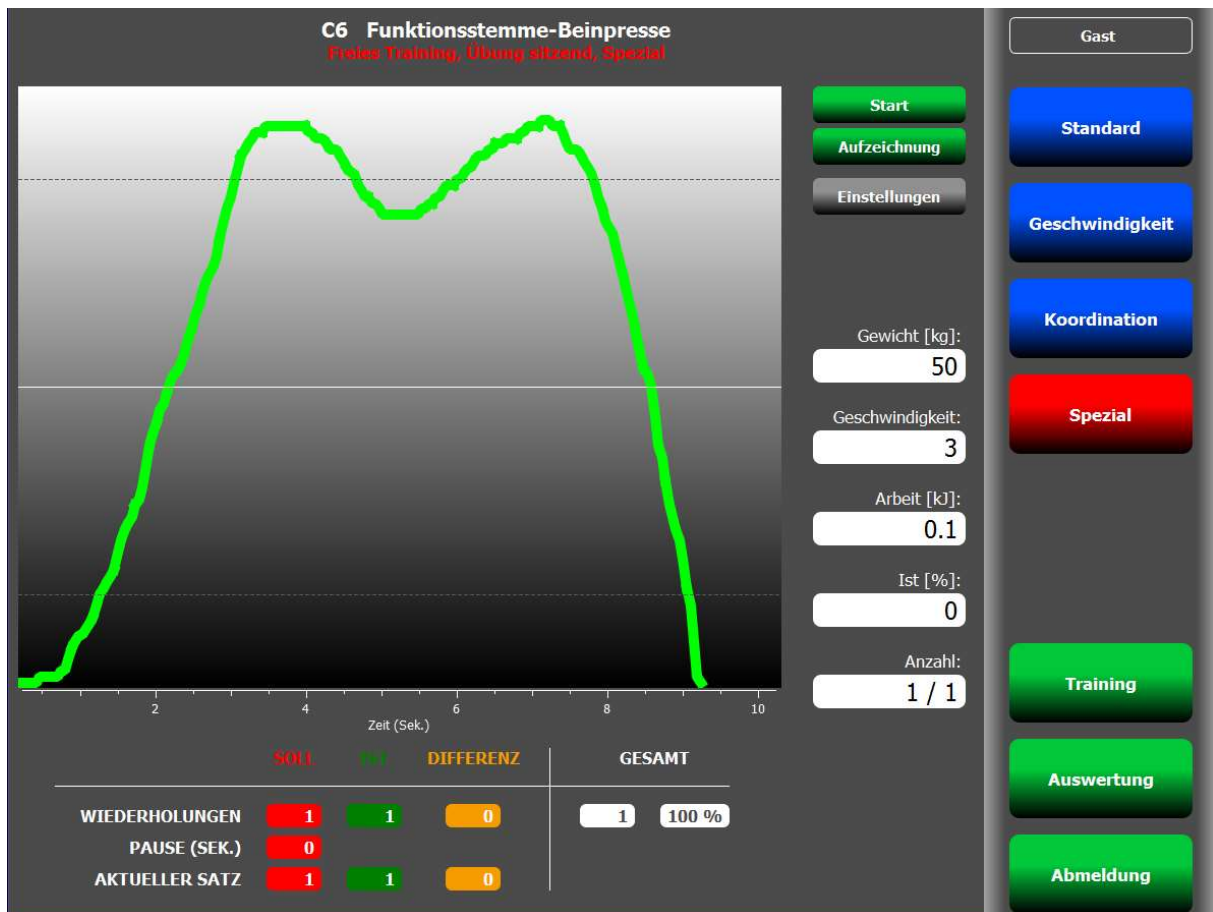 C6 Funktionsstemme-Beinpresse
Freies Training, Übung sitzend, Spezial
Gast
Start
Aufzeichnung
Einstellungen
Standard
Geschwindigkeit
Koordination
Spezial
Gewicht [kg]:
50
Geschwindigkeit:
3
Arbeit [kJ]:
0.1
Ist [%]:
0
Anzahl:
1 / 1
2 4 6 8 10
Zeit (Sek.)
SOLL IST DIFFERENZ GESAMT
WIEDERHOLUNGEN 1 1 0 1 100 %
PAUSE (SEK.) 0
AKTUELLER SATZ 1 1 0
Training
Auswertung
Abmeldung